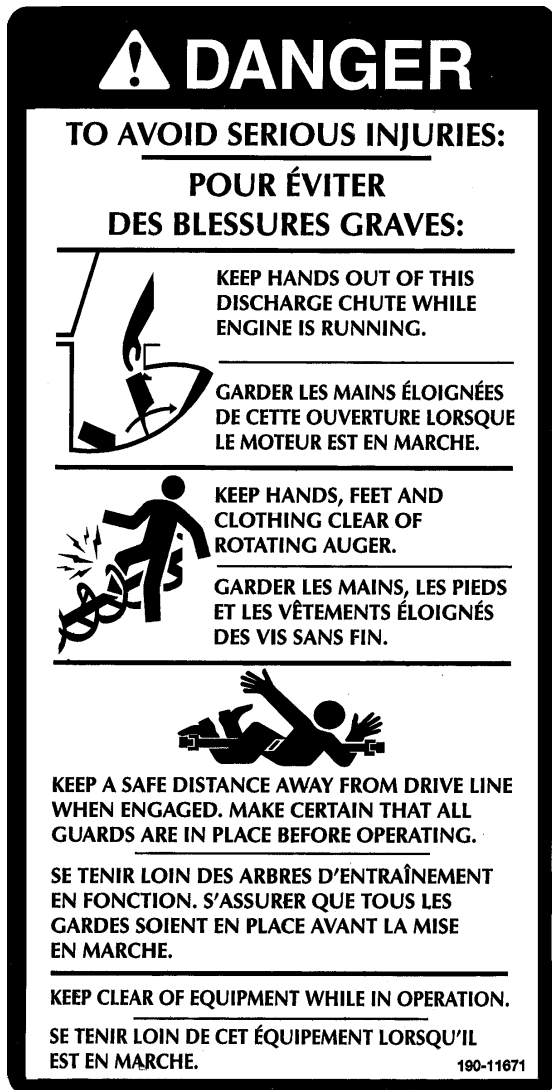 DANGER
TO AVOID SERIOUS INJURIES:
POUR ÉVITER
DES BLESSURES GRAVES:
KEEP HANDS OUT OF THIS
DISCHARGE CHUTE WHILE
ENGINE IS RUNNING.
GARDER LES MAINS ÉLOIGNÉES
DE CETTE OUVERTURE LORSQUE
LE MOTEUR EST EN MARCHE.
KEEP HANDS, FEET AND
CLOTHING CLEAR OF
ROTATING AUGER.
GARDER LES MAINS, LES PIEDS
ET LES VÊTEMENTS ÉLOIGNÉS
DES VIS SANS FIN.
KEEP A SAFE DISTANCE AWAY FROM DRIVE LINE
WHEN ENGAGED. MAKE CERTAIN THAT ALL
GUARDS ARE IN PLACE BEFORE OPERATING.
SE TENIR LOIN DES ARBRES D'ENTRAÎNEMENT
EN FONCTION. S'ASSURER QUE TOUS LES
GARDES SOIENT EN PLACE AVANT LA MISE
EN MARCHE.
KEEP CLEAR OF EQUIPMENT WHILE IN OPERATION.
SE TENIR LOIN DE CET ÉQUIPEMENT LORSQU'IL
EST EN MARCHE.
190-11671